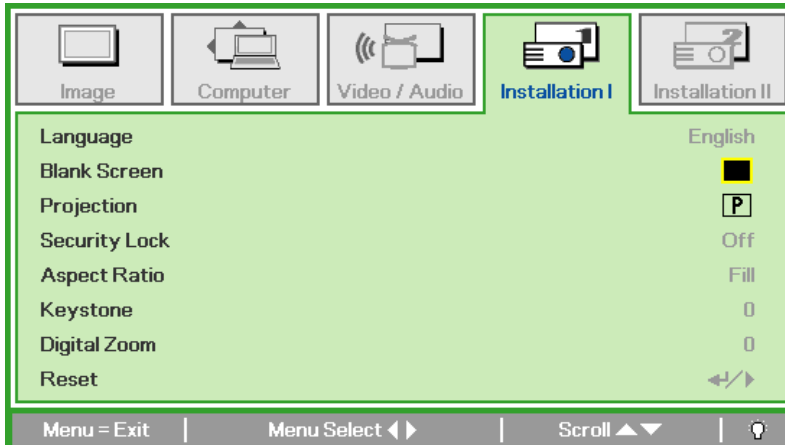 Image Computer Video / Audio Installation I Installation II
Language English
Blank Screen
Projection P
Security Lock Off
Aspect Ratio Fill
Keystone 0
Digital Zoom 0
Reset
Menu = Exit Menu Select Scroll